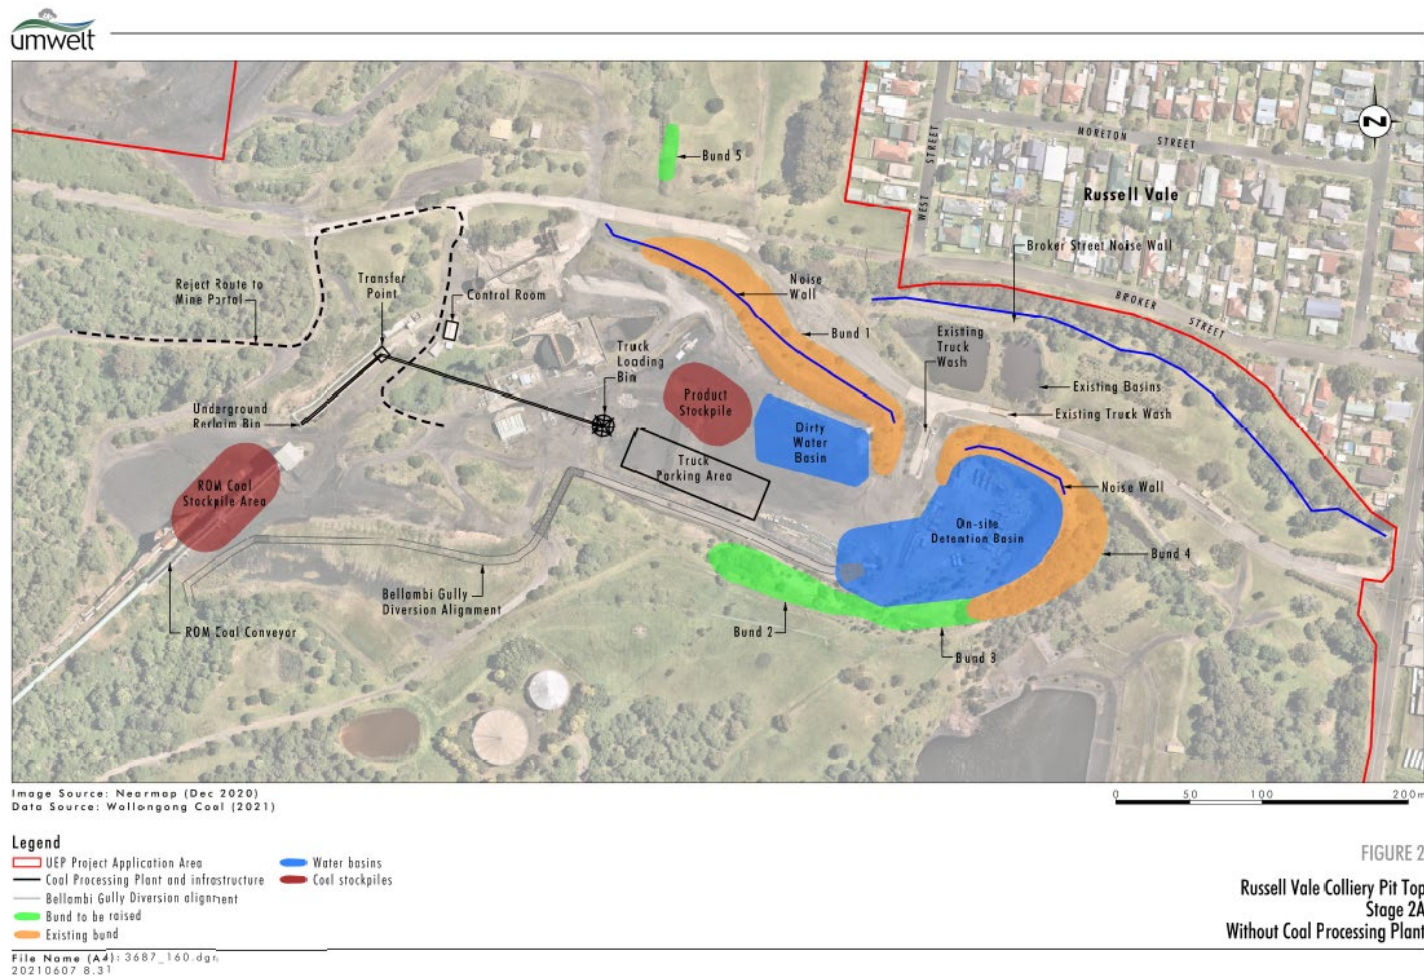 umwelt
Bund 5
MORETON STREET
WEST STREET
Russell Vale
N
Broker Street Noise Wall
BROKER STREET
Reject Route to
Mine Portal
Transfer
Point
Control Room
Noise
Wall
Bund 1
Existing
Truck
Wash
Truck
Loading
Bin
Existing Basins
Existing Truck Wash
Underground
Reclaim Bin
Product
Stockpile
Dirty
Water
Basin
Truck
Parking Area
ROM Coal
Stockpile Area
Noise Wall
On-site
Detention Basin
Bund 4
Bellambi Gully
Diversion Alignment
ROM Coal Conveyor
Bund 2
Bund 3
Image Source: Nearmap (Dec 2020)
Data Source: Wollongong Coal (2021)
0 50 100 200m
Legend
UEP Project Application Area
Coal Processing Plant and infrastructure
Bellambi Gully Diversion alignment
Bund to be raised
Existing bund
Water basins
Coal stockpiles
FIGURE 2
Russell Vale Colliery Pit Top
Stage 2A
Without Coal Processing Plant
File Name (A4): 3687_160.dgn
20210607 8.31